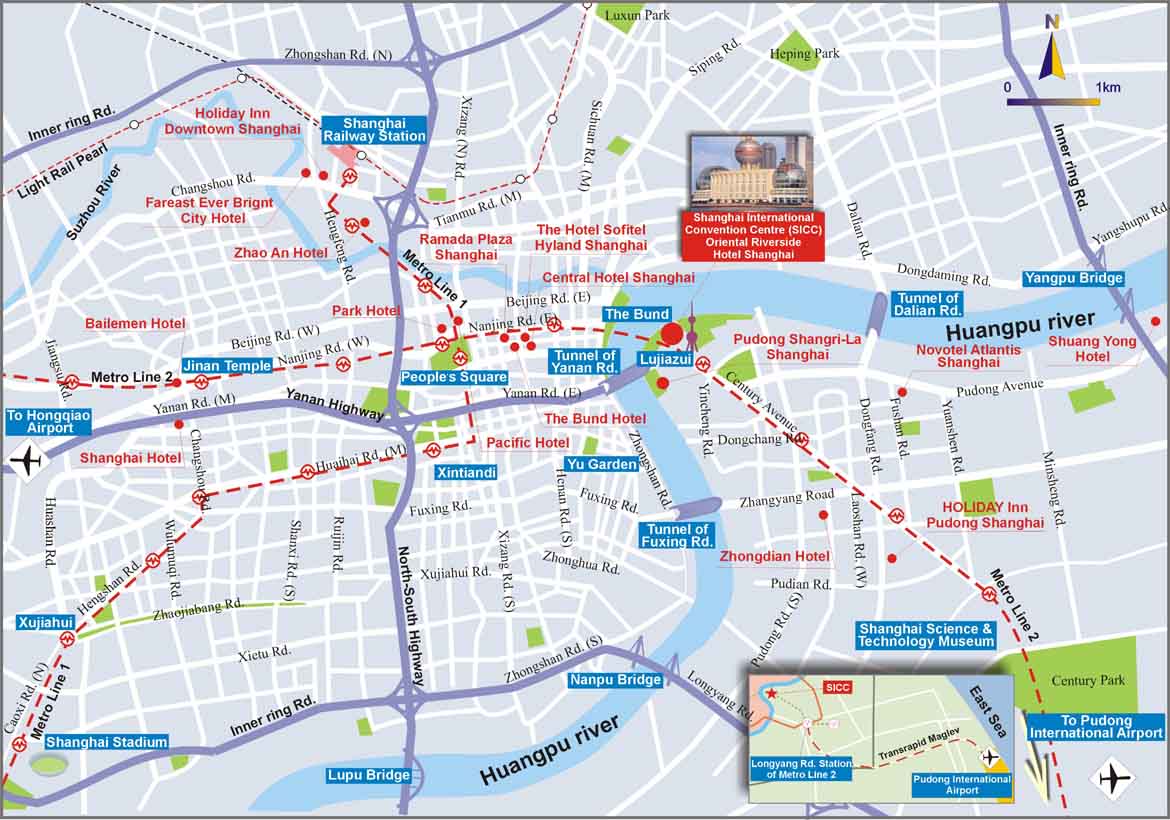 Luxun Park
Heping Park
N
0
1km
Zhongshan Rd. (N)
Siping Rd.
Inner ring Rd.
Holiday Inn
Downtown Shanghai
Shanghai
Railway Station
Xizang (N) Rd.
Sichuan Rd. (M)
Inner ring Rd.
Light Rail Pearl
Suzhou River
Changshou Rd.
Fareast Ever Brignt
City Hotel
Tianmu Rd. (M)
Shanghai International
Convention Centre (SICC)
Oriental Riverside
Hotel Shanghai
Dalian Rd.
Yangshupu Rd.
Hengfeng Rd.
Zhao An Hotel
Metro Line 1
Ramada Plaza
Shanghai
The Hotel Sofitel
Hyland Shanghai
Central Hotel Shanghai
Dongdaming Rd.
Yangpu Bridge
Beijing Rd. (E)
Park Hotel
Nanjing Rd. (E)
The Bund
Tunnel of
Dalian Rd.
Huangpu river
Bailemen Hotel
Beijing Rd. (W)
Nanjing Rd. (W)
Jiangsu Rd.
Metro Line 2
Jinan Temple
People's Square
Tunnel of
Yanan Rd.
Lujiazui
Pudong Shangri-La
Shanghai
Novotel Atlantis
Shanghai
Shuang Yong
Hotel
Pudong Avenue
Century Avenue
To Hongqiao
Airport
Yanan Rd. (M)
Yanan Highway
Yanan Rd. (E)
Yincheng Rd.
Dongfang Rd.
Fushan Rd.
Yuanshen Rd.
The Bund Hotel
Shanghai Hotel
Changshou Rd.
Pacific Hotel
Dongchang Rd.
Huaihai Rd. (M)
Xintiandi
Yu Garden
Zhongshan Rd.
Minsheng Rd.
Hunshan Rd.
Wulumuqi Rd.
Shanxi Rd. (S)
Ruijin Rd.
Fuxing Rd.
Henan Rd. (S)
Fuxing Rd.
Zhangyang Road
Laoshan Rd. (W)
HOLIDAY Inn
Pudong Shanghai
Tunnel of
Fuxing Rd.
Zhongdian Hotel
Xizang Rd. (S)
Zhonghua Rd.
Hengshan Rd.
Xujiahui Rd.
North-South Highway
Pudian Rd.
Metro Line 2
Zhaojiabang Rd.
Xujiahui
Pudong Rd. (S)
Shanghai Science &
Technology Museum
Xietu Rd.
Zhongshan Rd. (S)
Nanpu Bridge
Longyang Rd.
Century Park
Caoxi Rd. (N)
Metro Line 1
SICC
East Sea
Inner ring Rd.
Huangpu river
To Pudong
International Airport
Shanghai Stadium
Transrapid Magiev
Lupu Bridge
Longyang Rd. Station
of Metro Line 2
Pudong International
Airport